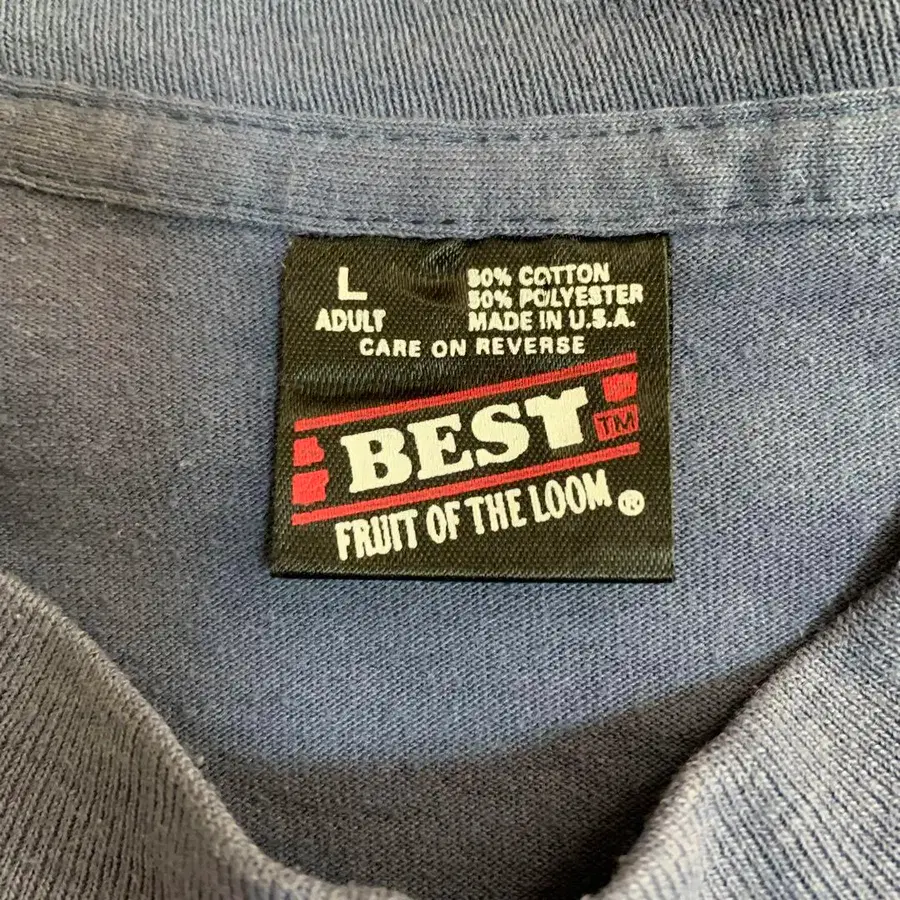 L
ADULT
50% COTTON
50% POLYESTER
MADE IN U.S.A.
CARE ON REVERSE
BEST TM
FRUIT OF THE LOOM ®